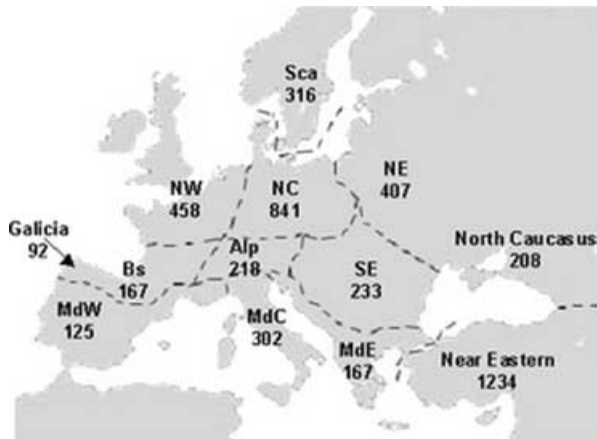 Sca
316
NE
407
NW
458
NC
841
Galicia
92
Alp
218
North Caucasus
208
Bs
167
SE
233
MdW
125
MdC
302
MdE
167
Near Eastern
1234